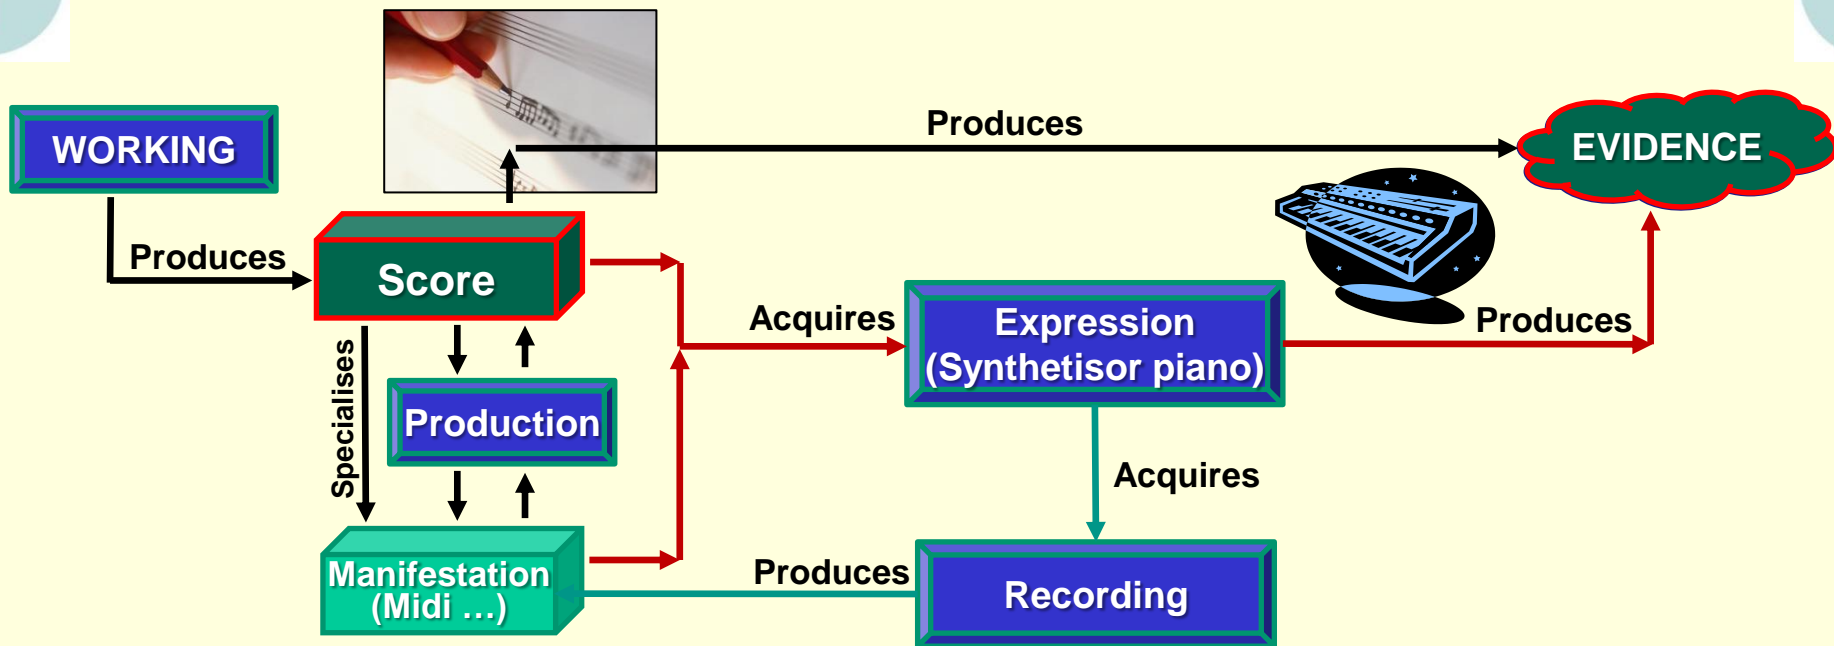 WORKING
Produces
EVIDENCE
Produces
Score
Acquires
Expression
(Synthetisor piano)
Produces
Specialises
Production
Acquires
Manifestation
(Midi ...)
Produces
Recording